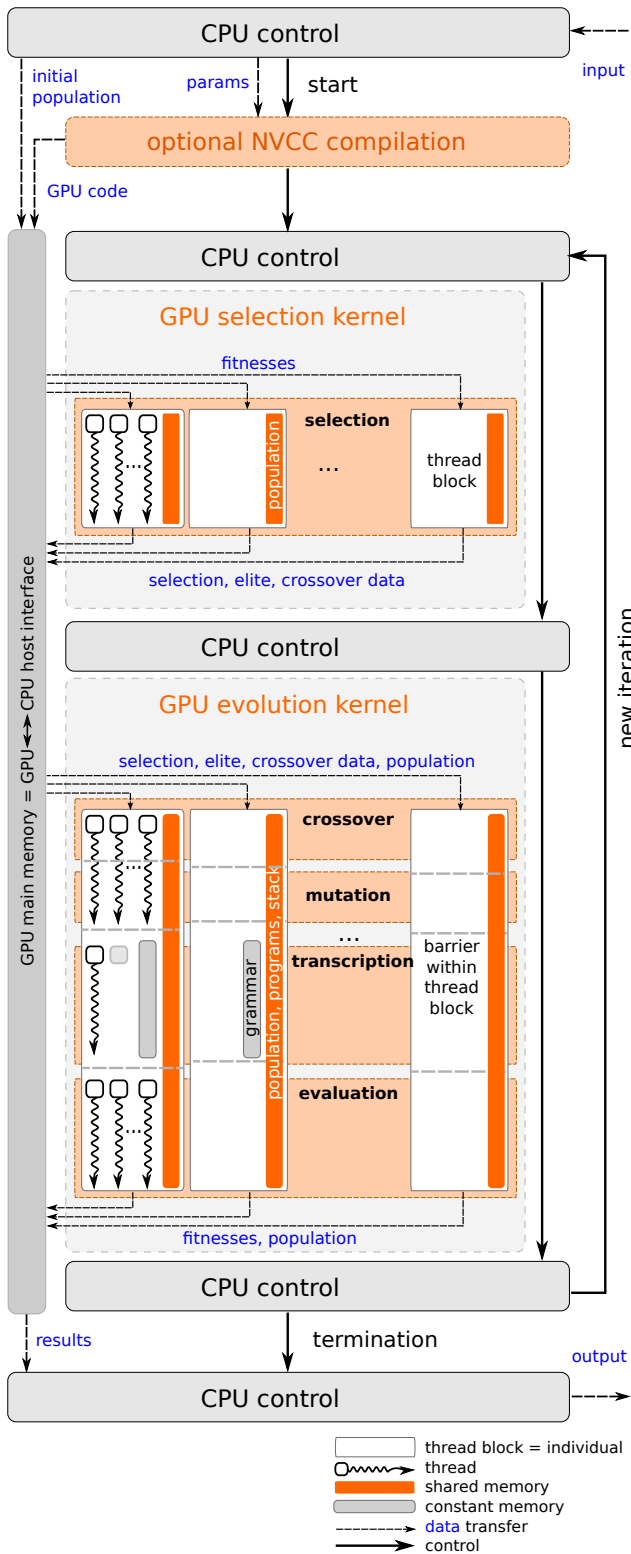 CPU control
input
initial
population
params
start
optional NVCC compilation
GPU code
CPU control
GPU selection kernel
fitnesses
selection
population
...
...
thread
block
selection, elite, crossover data
GPU main memory = GPU CPU host interface
new iteration
CPU control
GPU evolution kernel
selection, elite, crossover data, population
crossover
...
mutation
...
transcription
grammar
population, programs, stack
barrier
within
thread
block
evaluation
...
fitnesses, population
CPU control
results
termination
output
CPU control
thread block = individual
thread
shared memory
constant memory
data transfer
control